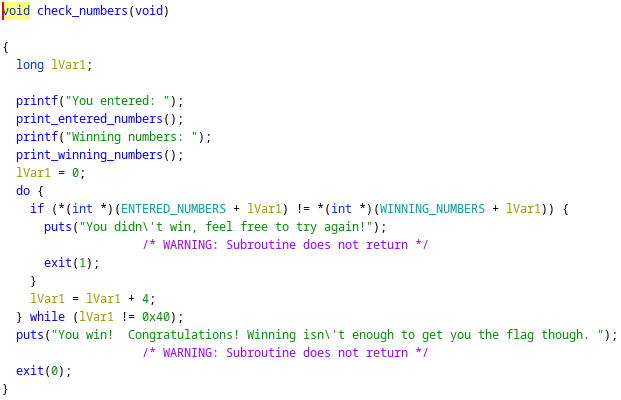 void check_numbers(void)
{
long lVar1;
printf("You entered: ");
print_entered_numbers();
printf("Winning numbers: ");
print_winning_numbers();
lVar1 = 0;
do {
if (*(int *)(ENTERED_NUMBERS + lVar1) != *(int *)(WINNING_NUMBERS + lVar1)) {
puts("You didn\'t win, feel free to try again!");
/* WARNING: Subroutine does not return */
exit(1);
}
lVar1 = lVar1 + 4;
} while (lVar1 != 0x40);
puts("You win!  Congratulations! Winning isn\'t enough to get you the flag though. ");
/* WARNING: Subroutine does not return */
exit(0);
}